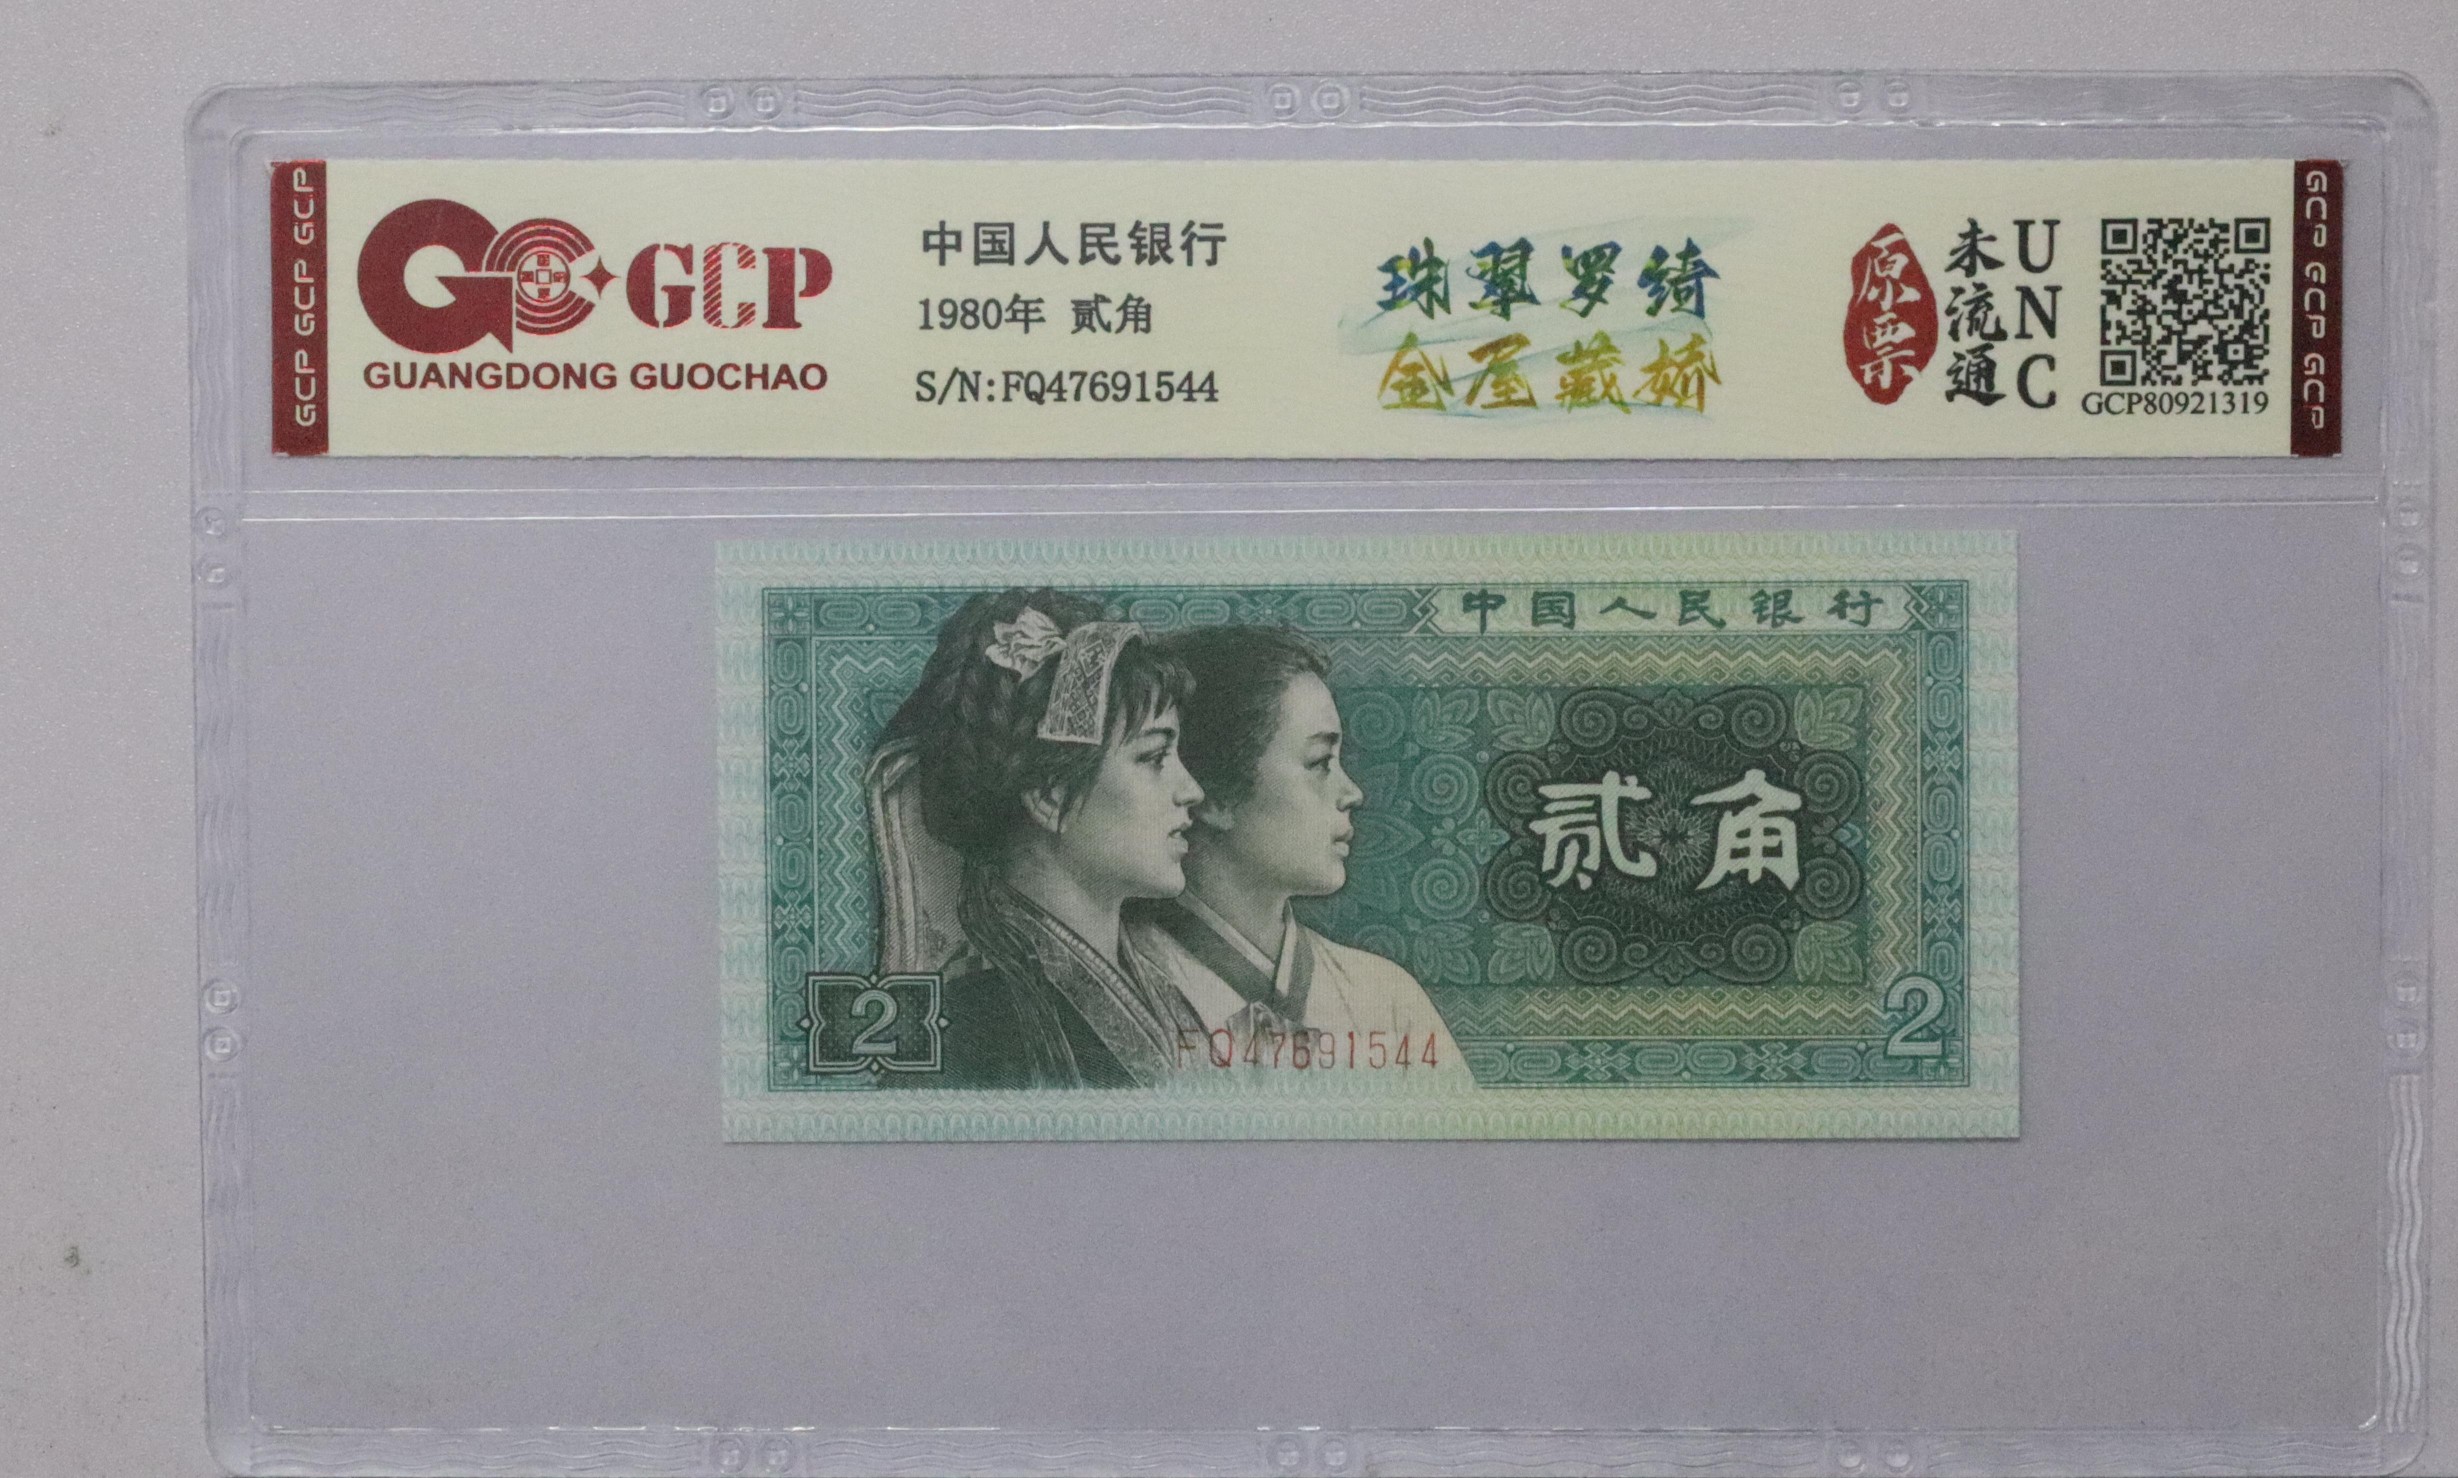 GCP GCP GCP
GCP
GUANGDONG GUOCHAO
中国人民银行
1980年 贰角
S/N:FQ47691544
珠翠罗绮
金屋藏娇
原票
未流通
UNC
GCP80921319
GCP GCP GCP
中国人民银行
贰角
2
2
FQ47691544